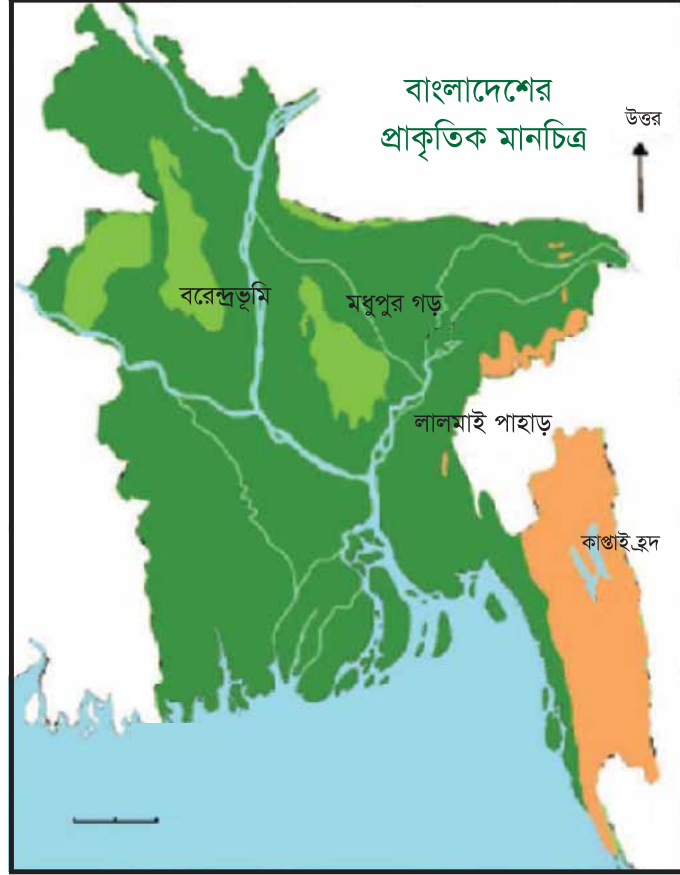 বাংলাদেশের
প্রাকৃতিক মানচিত্র
উত্তর
বরেন্দ্রভূমি
মধুপুর গড়
লালমাই পাহাড়
কাপ্তাই হ্রদ